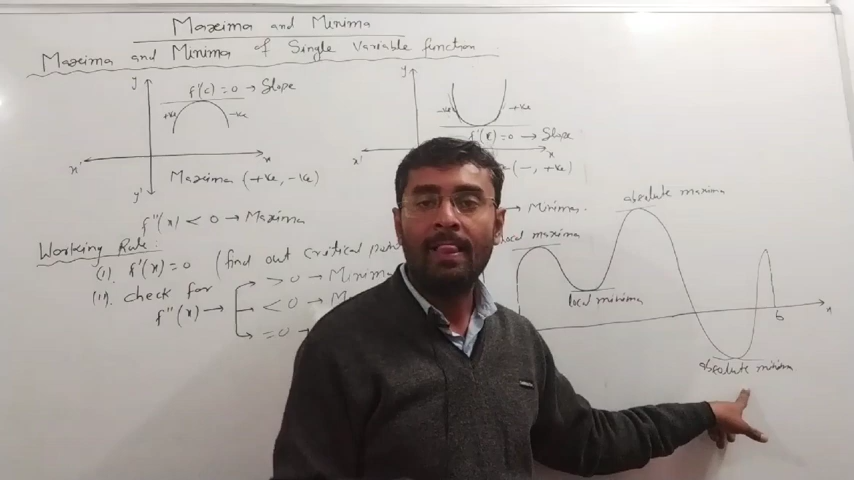 Maxima and Minima
Maxima and Minima of Single Variable function
y
f'(c) = 0 → Slope
+ve
-ve
x'
x
y'
Maxima (+ve, -ve)
f''(x) < 0 → Maxima
y
-ve
+ve
f'(x) = 0 → Slope
x'
x
(-, +ve)
→ Minima.
Working Rule:
(i). f'(x) = 0 (find out critical
(ii). check for
f''(x) →
> 0 → Minima
< 0 →
= 0 →
local maxima
local minima
absolute maxima
absolute minima
b
x